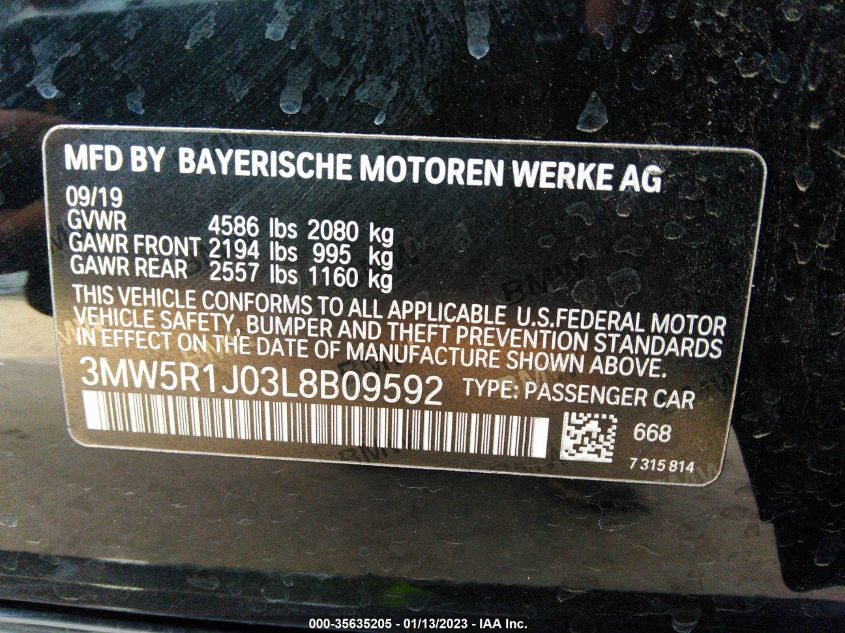 MFD BY BAYERISCHE MOTOREN WERKE AG
09/19
GVWR 4586 lbs 2080 kg
GAWR FRONT 2194 lbs 995 kg
GAWR REAR 2557 lbs 1160 kg
THIS VEHICLE CONFORMS TO ALL APPLICABLE U.S.FEDERAL MOTOR
VEHICLE SAFETY, BUMPER AND THEFT PREVENTION STANDARDS
IN EFFECT ON THE DATE OF MANUFACTURE SHOWN ABOVE.
3MW5R1J03L8B09592 TYPE: PASSENGER CAR
668
7 315 814
000-35635205 - 01/13/2023 - IAA Inc.